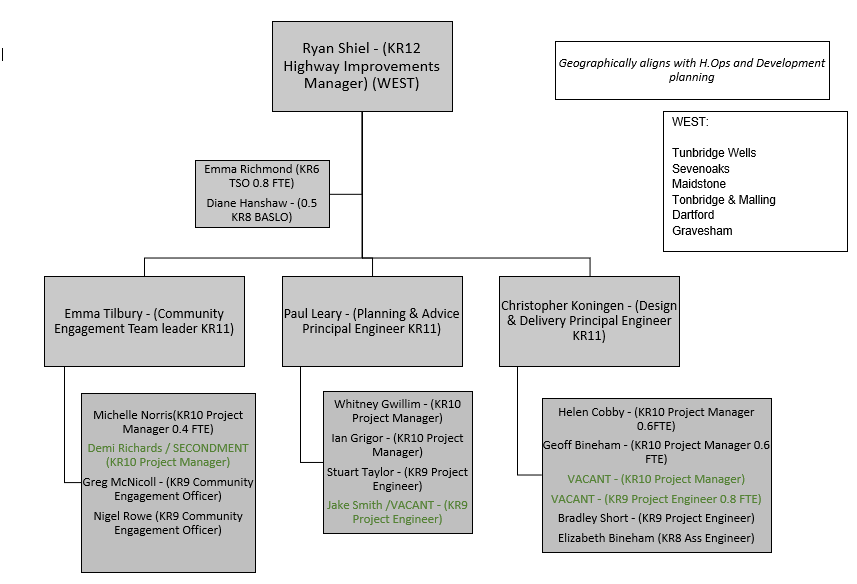 Ryan Shiel - (KR12
Highway Improvements
Manager) (WEST)
Geographically aligns with H.Ops and Development
planning
WEST:
Tunbridge Wells
Sevenoaks
Maidstone
Tonbridge & Malling
Dartford
Gravesham
Emma Richmond (KR6
TSO 0.8 FTE)
Diane Hanshaw - (0.5
KR8 BASLO)
Emma Tilbury - (Community
Engagement Team leader KR11)
Paul Leary - (Planning & Advice
Principal Engineer KR11)
Christopher Koningen - (Design
& Delivery Principal Engineer
KR11)
Michelle Norris(KR10 Project
Manager 0.4 FTE)
Demi Richards / SECONDMENT
(KR10 Project Manager)
Greg McNicoll - (KR9 Community
Engagement Officer)
Nigel Rowe (KR9 Community
Engagement Officer)
Whitney Gwillim - (KR10
Project Manager)
Ian Grigor - (KR10 Project
Manager)
Stuart Taylor - (KR9 Project
Engineer)
Jake Smith /VACANT - (KR9
Project Engineer)
Helen Cobby - (KR10 Project Manager
0.6FTE)
Geoff Bineham - (KR10 Project Manager 0.6
FTE)
VACANT - (KR10 Project Manager)
VACANT - (KR9 Project Engineer 0.8 FTE)
Bradley Short - (KR9 Project Engineer)
Elizabeth Bineham (KR8 Ass Engineer)